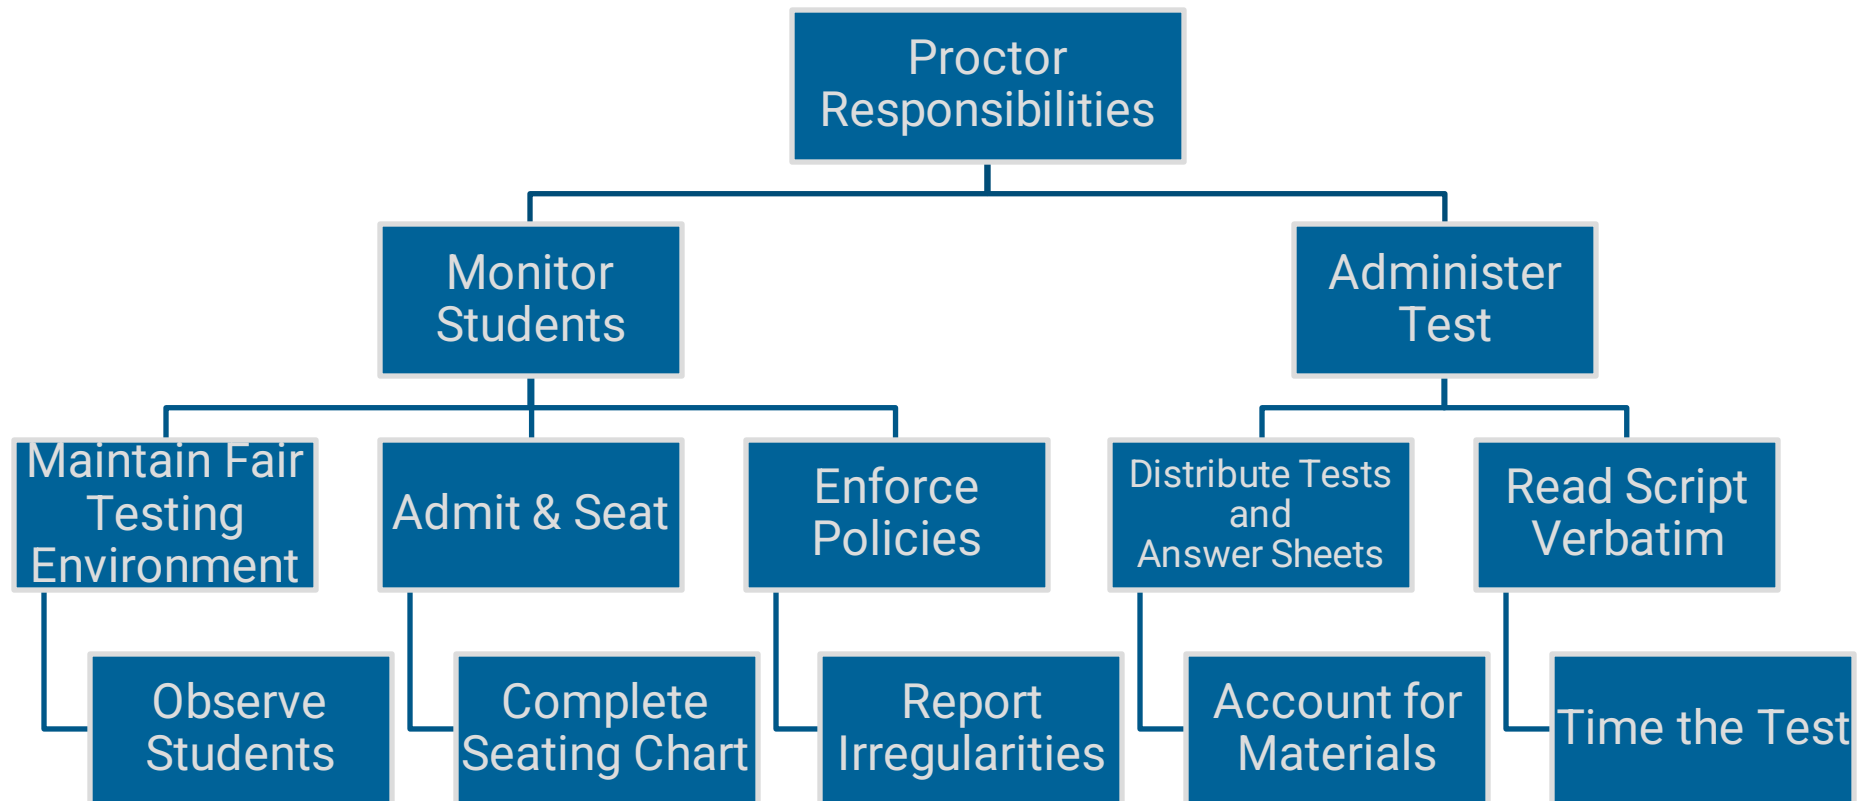 Proctor
Responsibilities
Monitor
Students
Administer
Test
Maintain Fair
Testing
Environment
Admit & Seat
Enforce
Policies
Distribute Tests
and
Answer Sheets
Read Script
Verbatim
Observe
Students
Complete
Seating Chart
Report
Irregularities
Account for
Materials
Time the Test